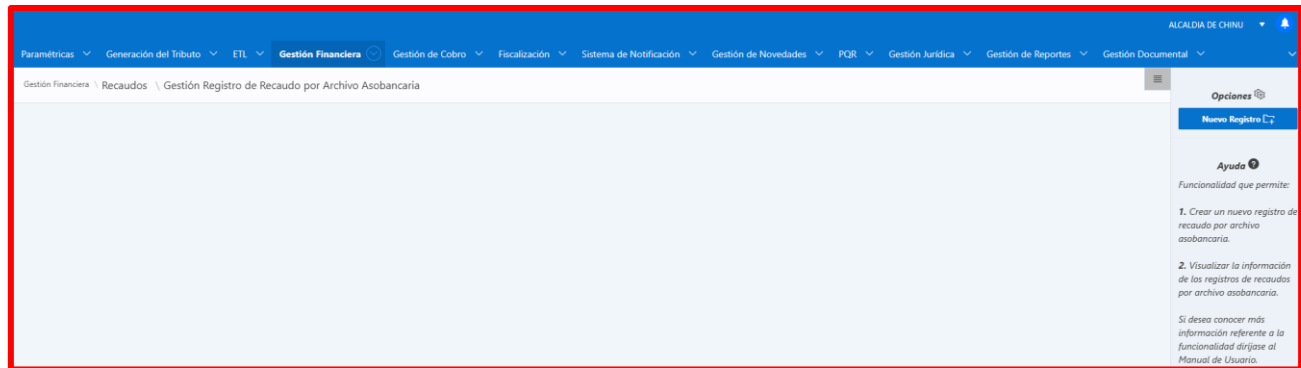 ALCALDIA DE CHINU
Paramétricas Generación del Tributo ETL Gestión Financiera Gestión de Cobro Fiscalización Sistema de Notificación Gestión de Novedades PQR Gestión Jurídica Gestión de Reportes Gestión Documental
Gestión Financiera \ Recaudos \ Gestión Registro de Recaudo por Archivo Asobancaria
Opciones
Nuevo Registro
Ayuda
Funcionalidad que permite:
1. Crear un nuevo registro de
recaudo por archivo
asobancaria.
2. Visualizar la información
de los registros de recaudos
por archivo asobancaria.
Si desea conocer más
información referente a la
funcionalidad diríjase al
Manual de Usuario.